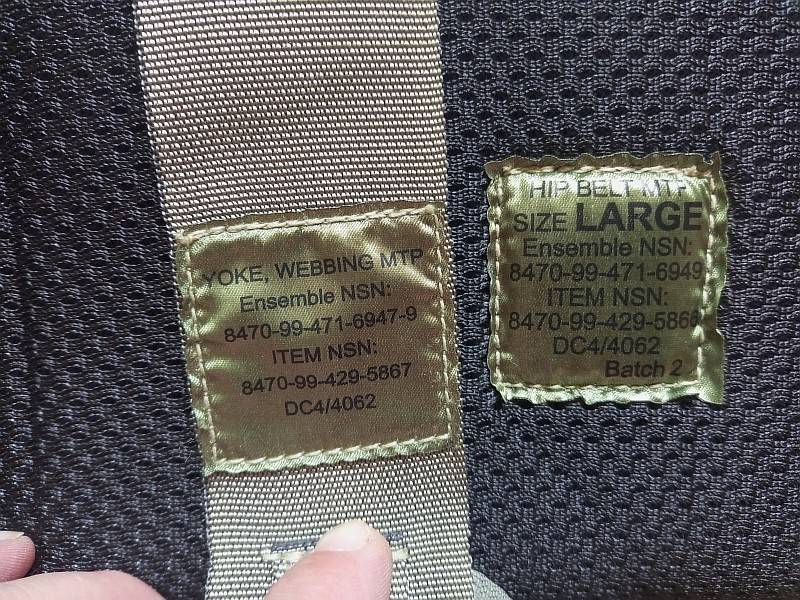 YOKE, WEBBING MTP
Ensemble NSN:
8470-99-471-6947-9
ITEM NSN:
8470-99-429-5867
DC4/4062
HIP BELT MTP
SIZE LARGE
Ensemble NSN:
8470-99-471-6949
ITEM NSN:
8470-99-429-5866
DC4/4062
Batch 2